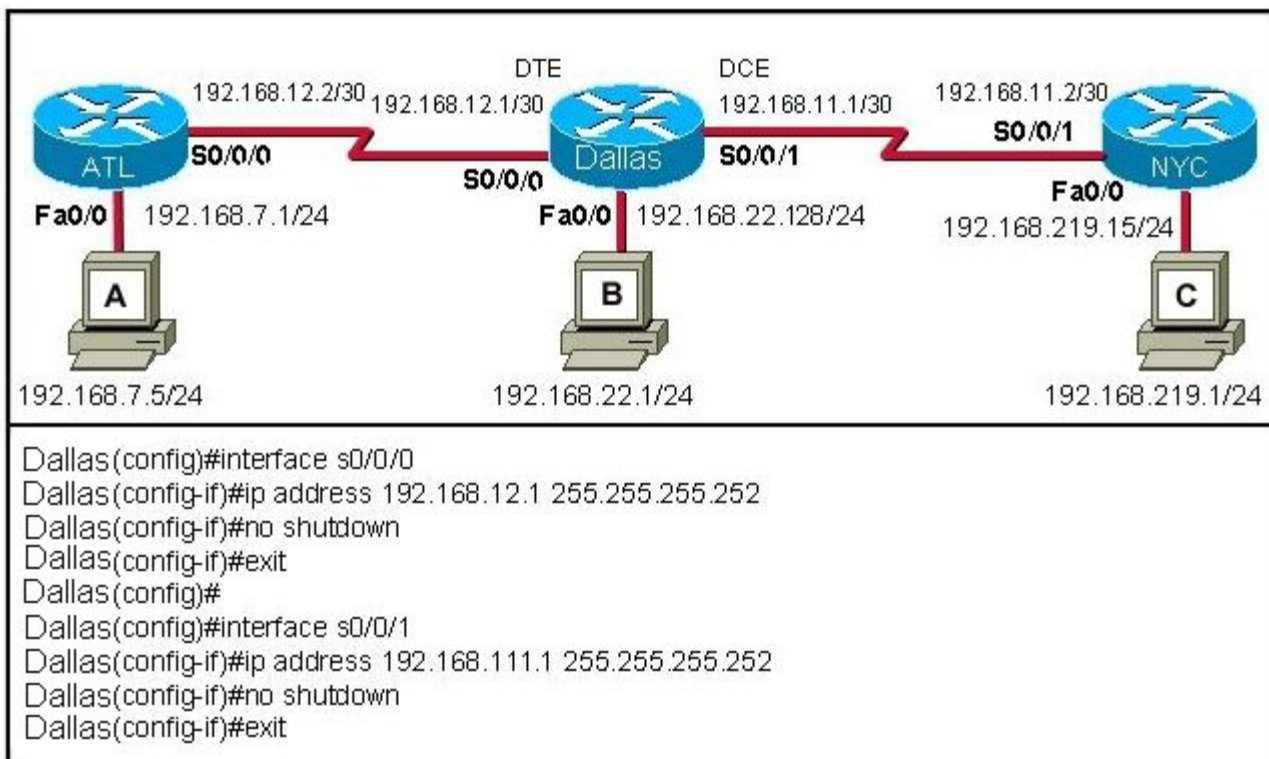 DTE
DCE
192.168.12.2/30
192.168.12.1/30
192.168.11.1/30
192.168.11.2/30
ATL
S0/0/0
S0/0/0
Dallas
S0/0/1
S0/0/1
NYC
Fa0/0
192.168.7.1/24
Fa0/0
192.168.22.128/24
Fa0/0
192.168.219.15/24
A
B
C
192.168.7.5/24
192.168.22.1/24
192.168.219.1/24
Dallas(config)#interface s0/0/0
Dallas(config-if)#ip address 192.168.12.1 255.255.255.252
Dallas(config-if)#no shutdown
Dallas(config-if)#exit
Dallas(config)#
Dallas(config)#interface s0/0/1
Dallas(config-if)#ip address 192.168.111.1 255.255.255.252
Dallas(config-if)#no shutdown
Dallas(config-if)#exit